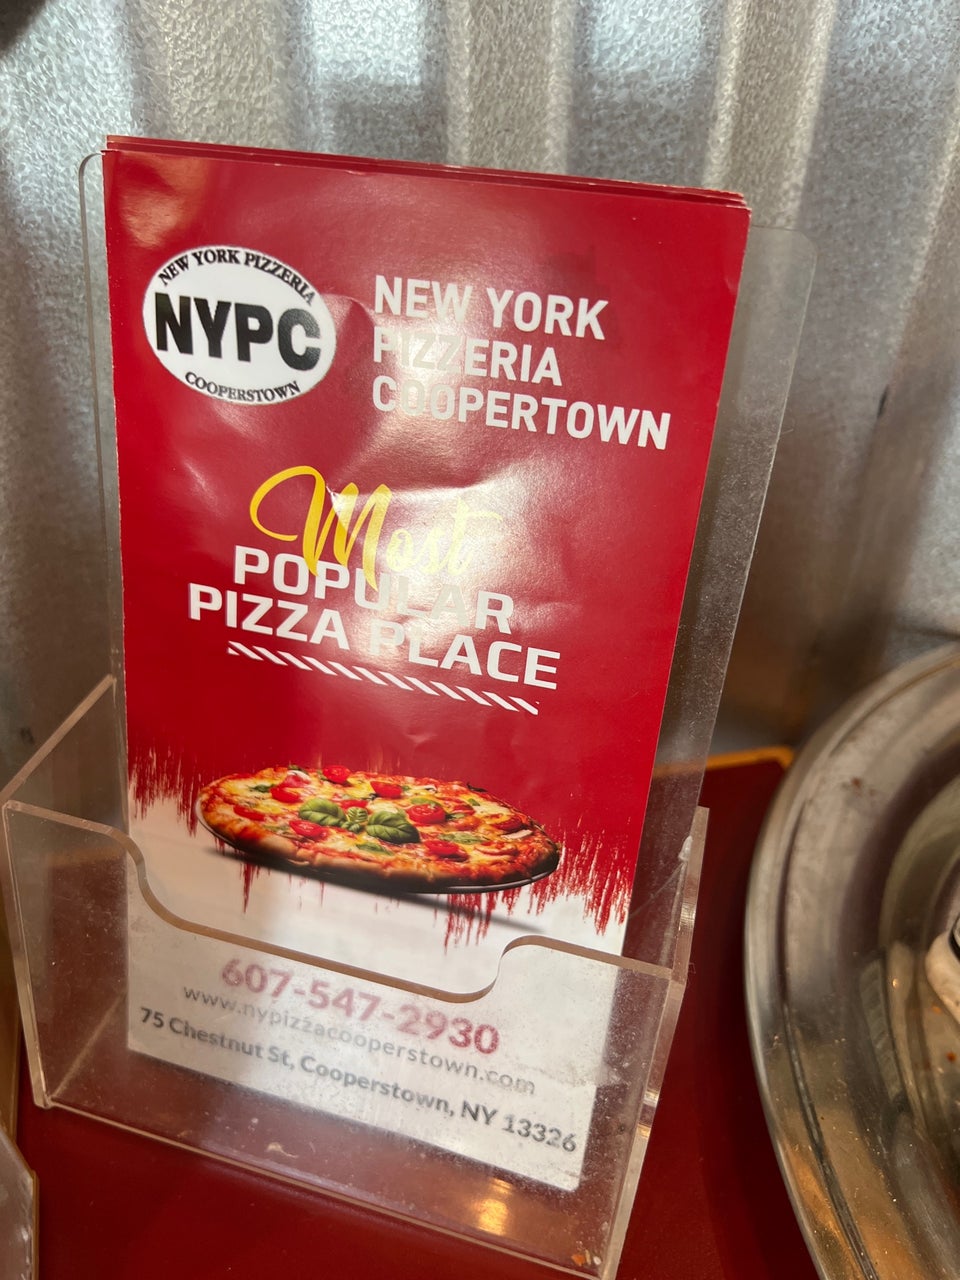 NEW YORK PIZZERIA
NYPC
COOPERSTOWN
NEW YORK
PIZZERIA
COOPERTOWN
Most
POPULAR
PIZZA PLACE
607-547-2930
www.nypizzacooperstown.com
75 Chestnut St, Cooperstown, NY 13326